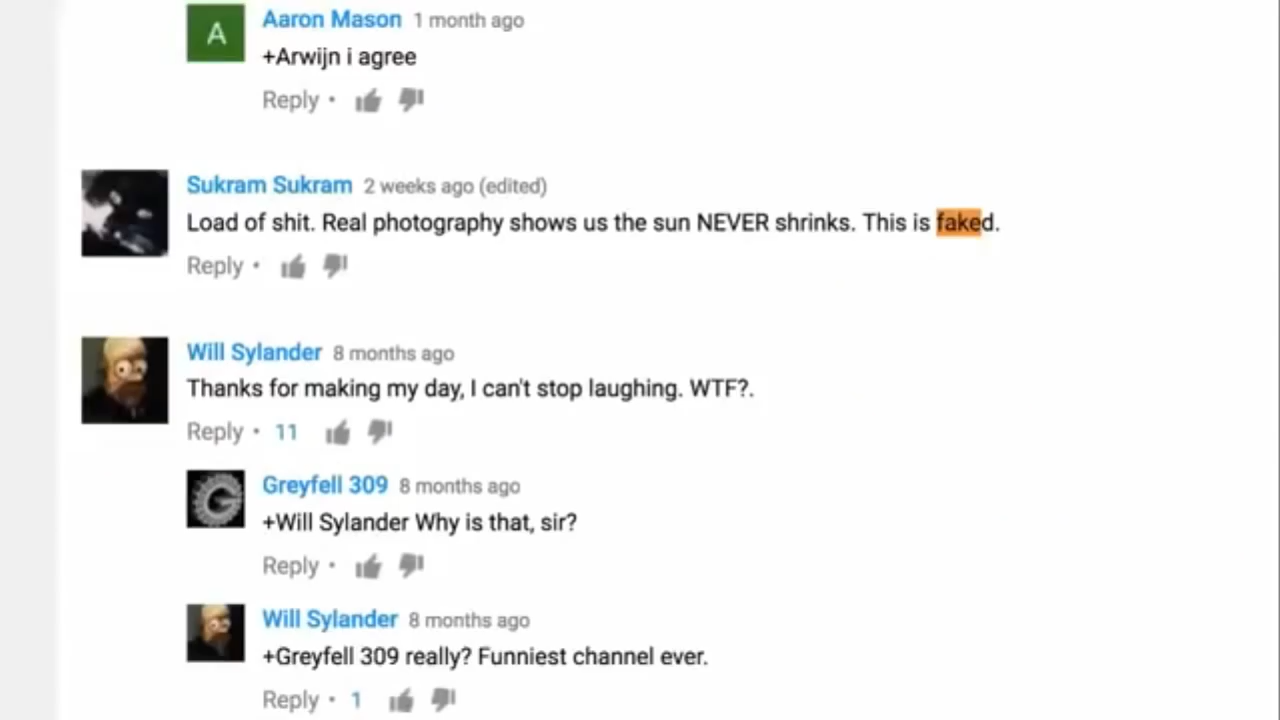 A
Aaron Mason 1 month ago
+Arwijn i agree
Reply •
Sukram Sukram 2 weeks ago (edited)
Load of shit. Real photography shows us the sun NEVER shrinks. This is faked.
Reply •
Will Sylander 8 months ago
Thanks for making my day, I can't stop laughing. WTF?.
Reply • 11
Greyfell 309 8 months ago
+Will Sylander Why is that, sir?
Reply •
Will Sylander 8 months ago
+Greyfell 309 really? Funniest channel ever.
Reply • 1